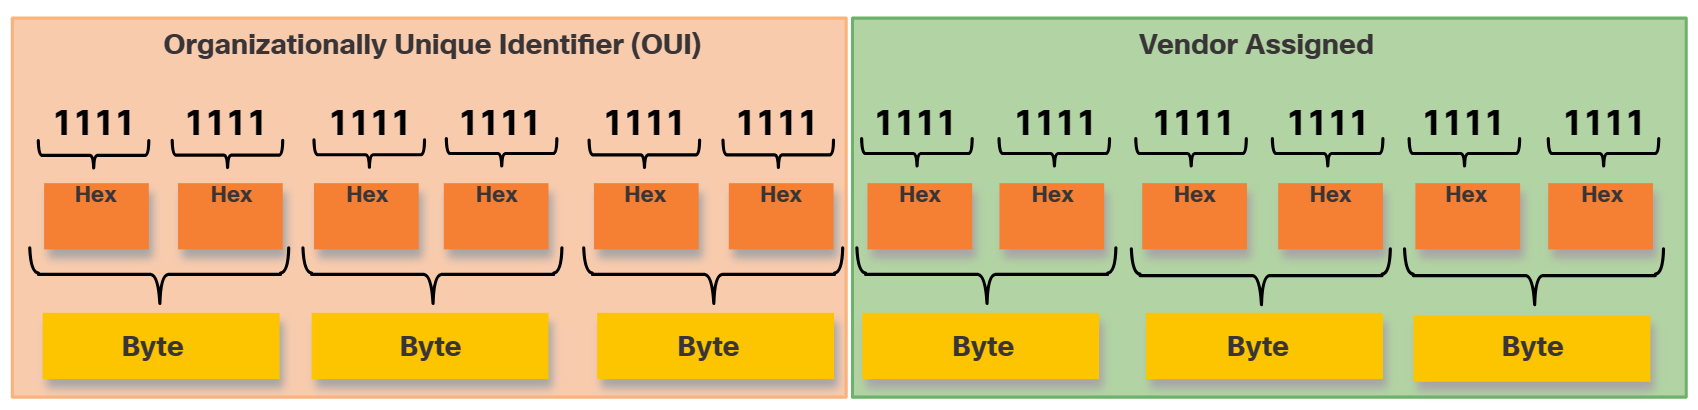 Organizationally Unique Identifier (OUI)
Vendor Assigned
1111 1111 1111 1111 1111 1111 1111 1111 1111 1111 1111 1111
Hex Hex Hex Hex Hex Hex Hex Hex Hex Hex Hex Hex
Byte Byte Byte Byte Byte Byte